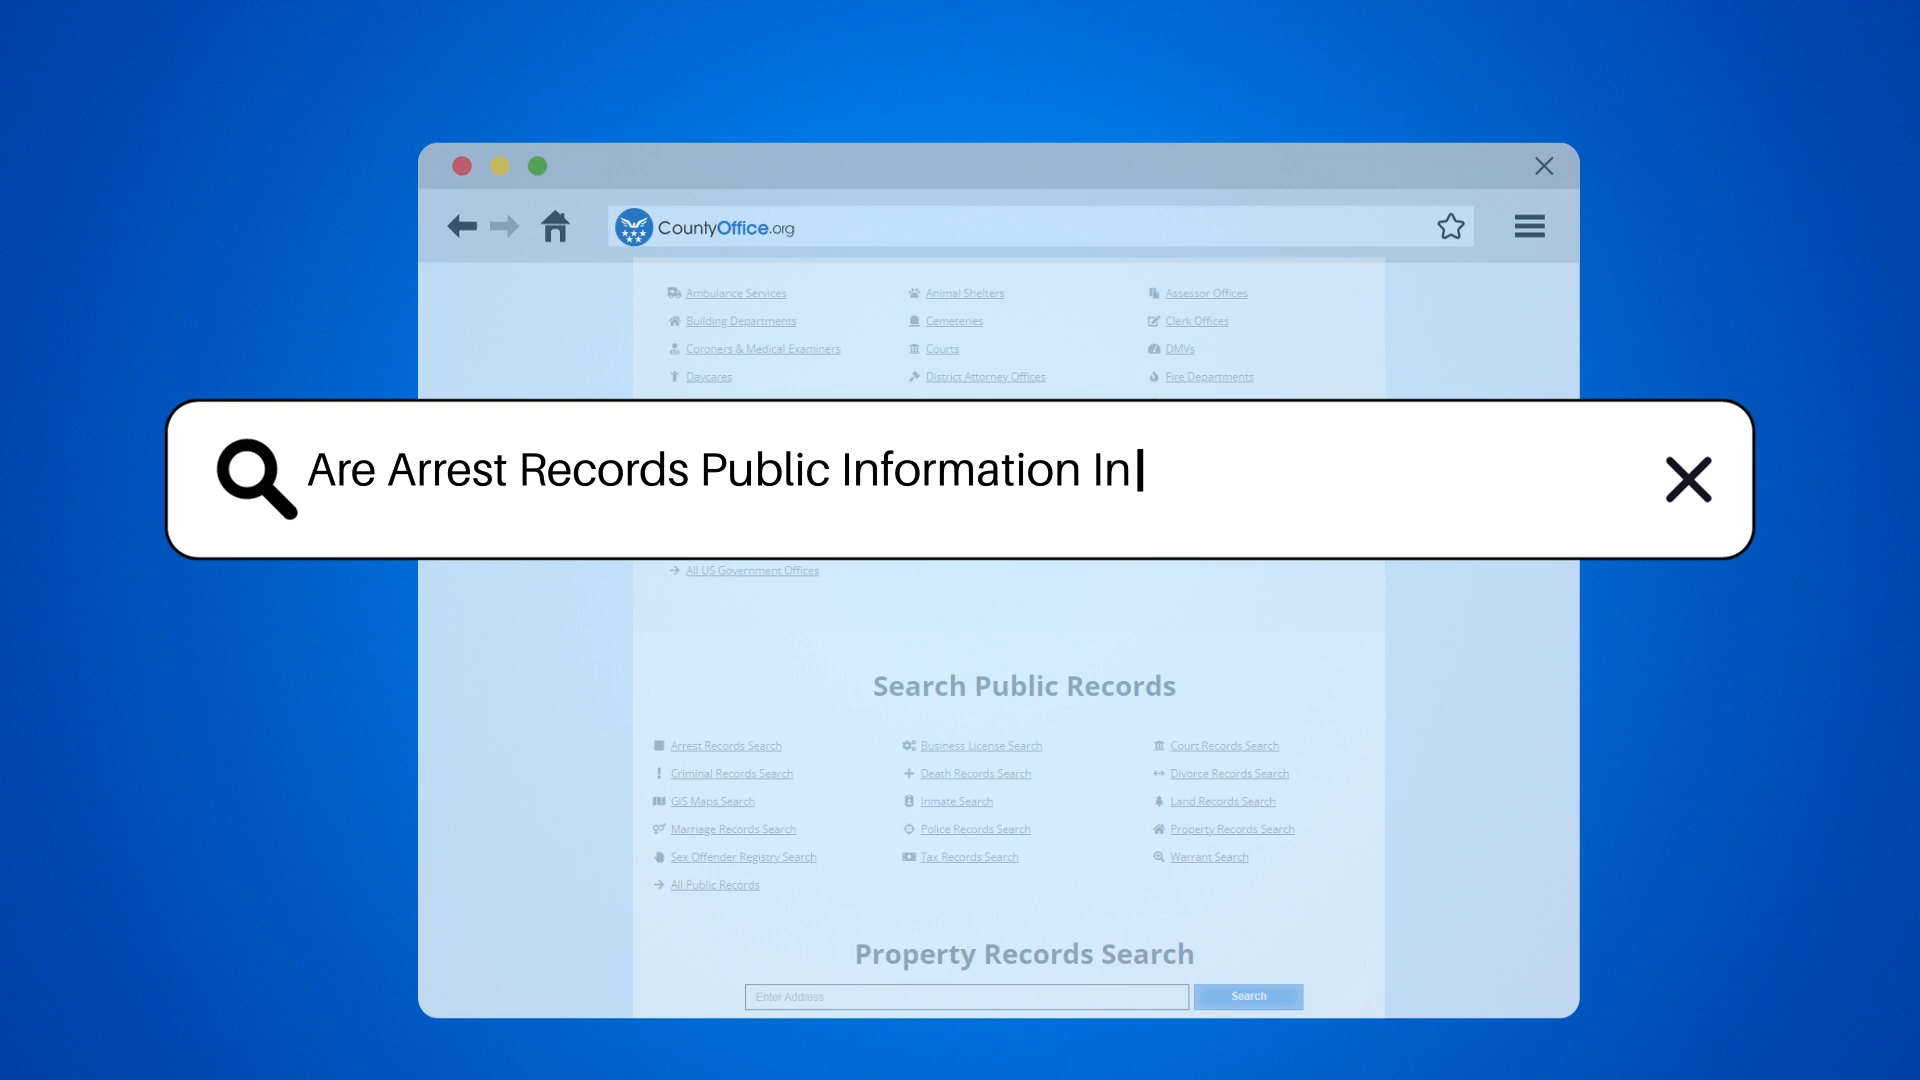 CountyOffice.org
Ambulance Services Animal Shelters Assessor Offices
Building Departments Cemeteries Clerk Offices
Coroners & Medical Examiners Courts DMVs
Daycares District Attorney Offices Fire Departments
Are Arrest Records Public Information In
All US Government Offices
Search Public Records
Arrest Records Search Business License Search Court Records Search
Criminal Records Search Death Records Search Divorce Records Search
GIS Maps Search Inmate Search Land Records Search
Marriage Records Search Police Records Search Property Records Search
Sex Offender Registry Search Tax Records Search Warrant Search
All Public Records
Property Records Search
Enter Address Search